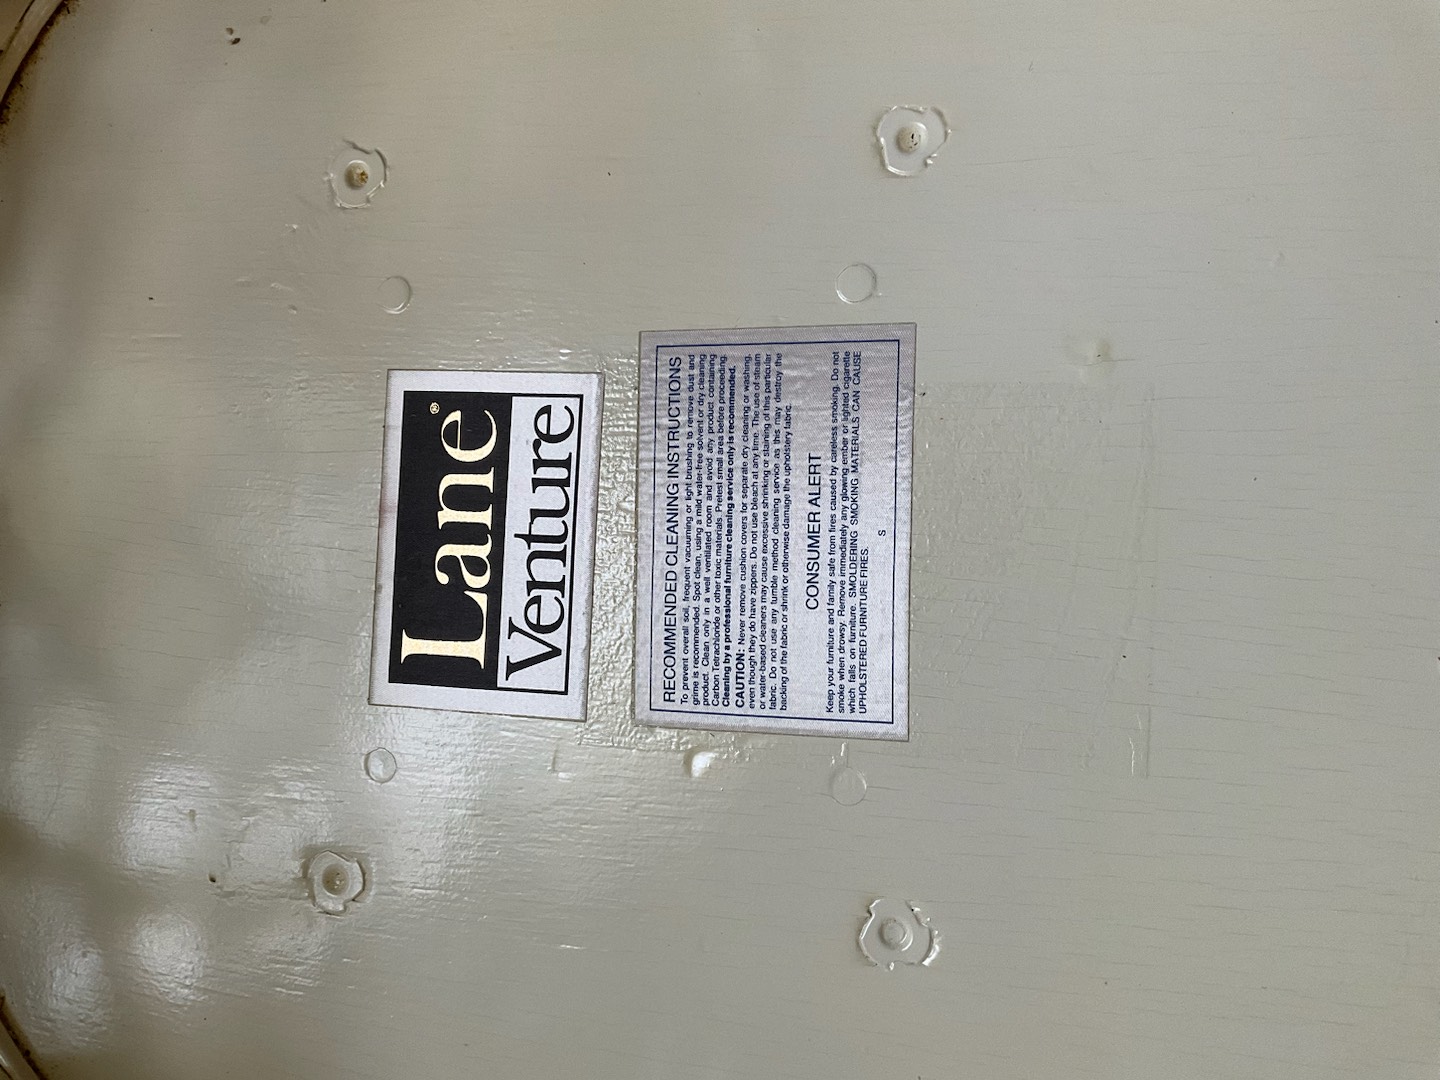 Lane®
Venture
RECOMMENDED CLEANING INSTRUCTIONS
To prevent overall soil, frequent vacuuming or light brushing to remove dust and
grime is recommended. Spot clean, using a mild water-free solvent or dry cleaning
product. Clean only in a well ventilated room and avoid any product containing
Carbon Tetrachloride or other toxic materials. Pretest small area before proceeding.
Cleaning by a professional furniture cleaning service only is recommended.
CAUTION: Never remove cushion covers for separate dry cleaning or washing,
even though they do have zippers. Do not use bleach at any time. The use of steam
or water-based cleaners may cause excessive shrinking or staining of this particular
fabric. Do not use any tumble method cleaning service as this may destroy the
backing of the fabric or shrink or otherwise damage the upholstery fabric.
CONSUMER ALERT
Keep your furniture and family safe from fires caused by careless smoking. Do not
smoke when drowsy. Remove immediately any glowing ember or lighted cigarette
which falls on furniture. SMOLDERING SMOKING MATERIALS CAN CAUSE
UPHOLSTERED FURNITURE FIRES.
S